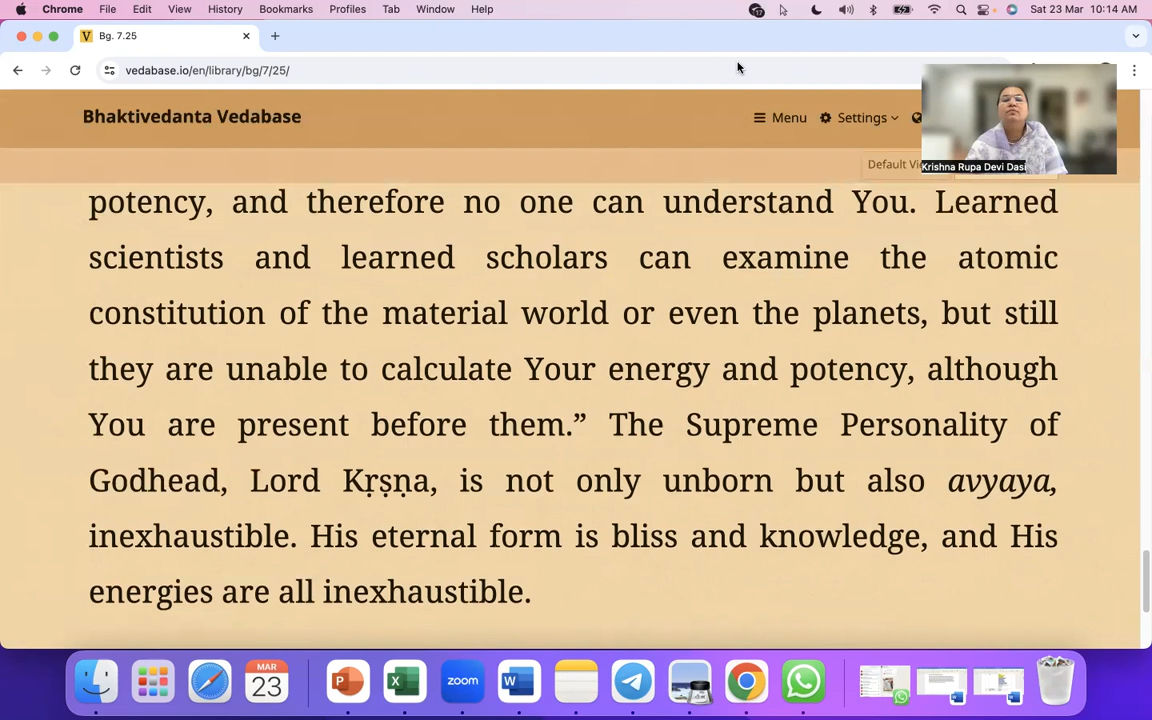 Chrome File Edit View History Bookmarks Profiles Tab Window Help 17 Sat 23 Mar 10:14 AM
V Bg. 7.25
vedabase.io/en/library/bg/7/25/
Bhaktivedanta Vedabase Menu Settings
Default Vi
Krishna Rupa Devi Dasi
potency, and therefore no one can understand You. Learned
scientists and learned scholars can examine the atomic
constitution of the material world or even the planets, but still
they are unable to calculate Your energy and potency, although
You are present before them.” The Supreme Personality of
Godhead, Lord Kṛṣṇa, is not only unborn but also avyaya,
inexhaustible. His eternal form is bliss and knowledge, and His
energies are all inexhaustible.
MAR
23 P X zoom W